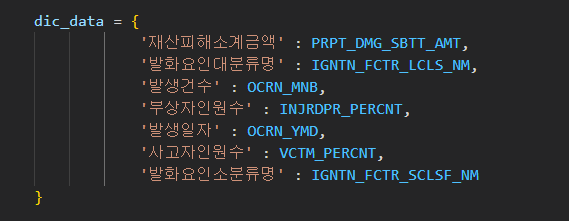 dic_data = {
'재산피해소계금액' : PRPT_DMG_SBTT_AMT,
'발화요인대분류명' : IGNTN_FCTR_LCLS_NM,
'발생건수' : OCRN_MNB,
'부상자인원수' : INJRDPR_PERCNT,
'발생일자' : OCRN_YMD,
'사고자인원수' : VCTM_PERCNT,
'발화요인소분류명' : IGNTN_FCTR_SCLSF_NM
}